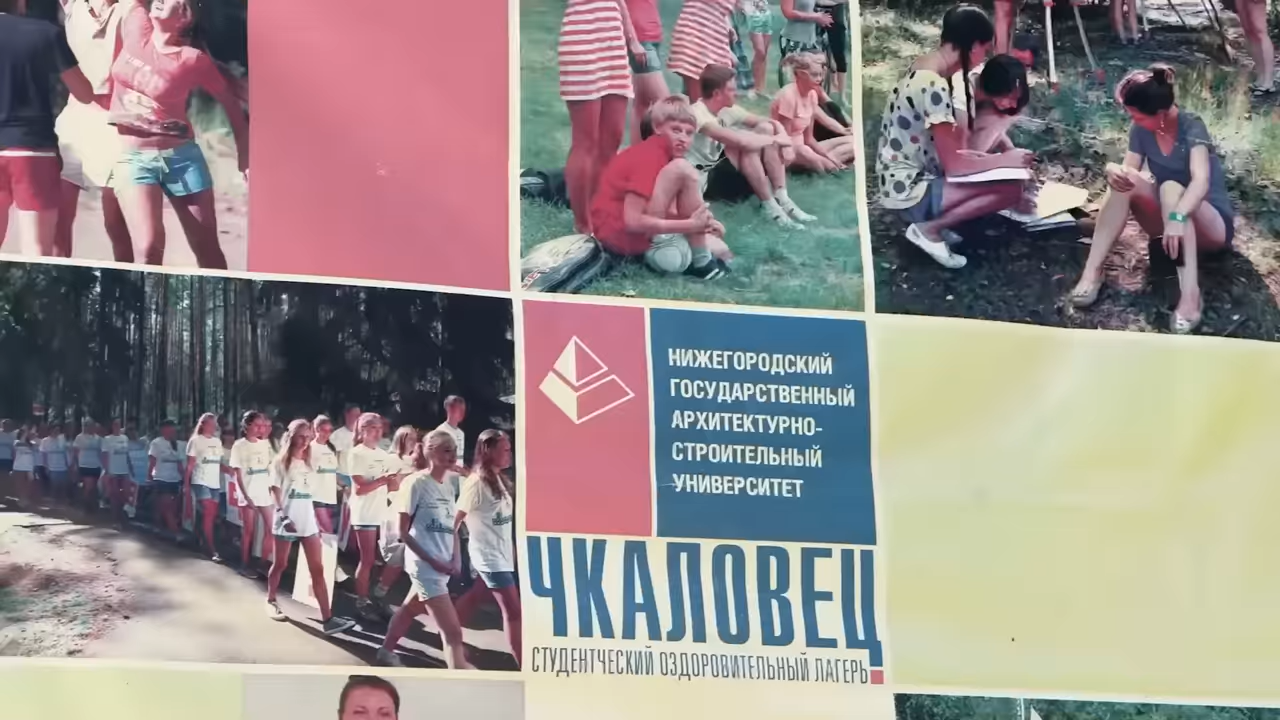 НИЖЕГОРОДСКИЙ
ГОСУДАРСТВЕННЫЙ
АРХИТЕКТУРНО-
СТРОИТЕЛЬНЫЙ
УНИВЕРСИТЕТ
ЧКАЛОВЕЦ
СТУДЕНТЧЕСКИЙ ОЗДОРОВИТЕЛЬНЫЙ ЛАГЕРЬ